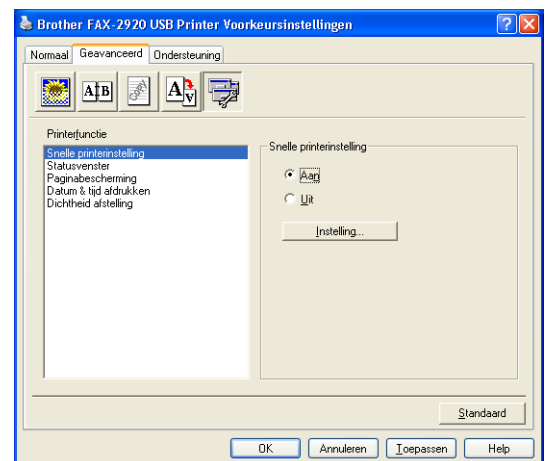 Brother FAX-2920 USB Printer Voorkeursinstellingen
Normaal Geavanceerd Ondersteuning
A B A V
Printerfunctie
Snelle printerinstelling
Statusvenster
Paginabescherming
Datum & tijd afdrukken
Dichtheid afstelling
Snelle printerinstelling
Aan
Uit
Instelling...
Standaard
OK Annuleren Toepassen Help